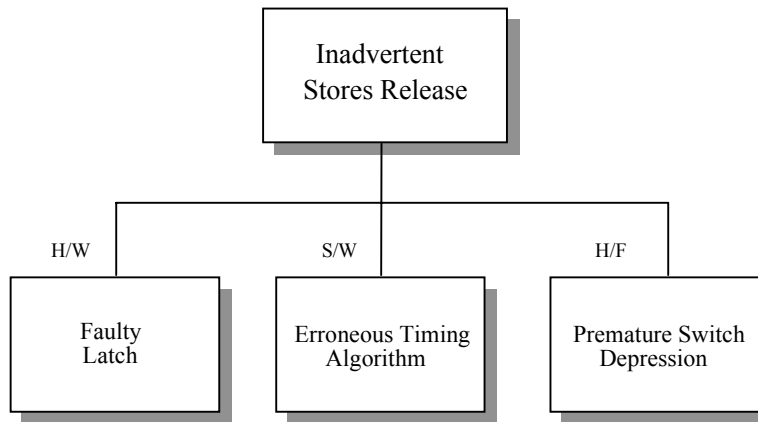 Inadvertent
Stores Release
H/W
S/W
H/F
Faulty
Latch
Erroneous Timing
Algorithm
Premature Switch
Depression